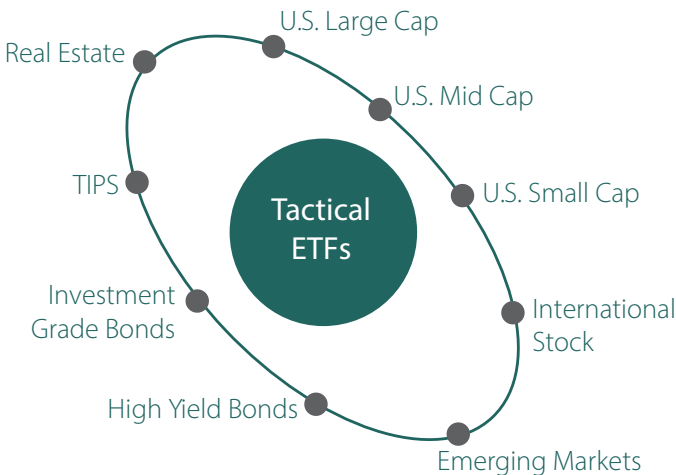 U.S. Large Cap
Real Estate
U.S. Mid Cap
TIPS
U.S. Small Cap
Tactical
ETFs
Investment
Grade Bonds
International
Stock
High Yield Bonds
Emerging Markets